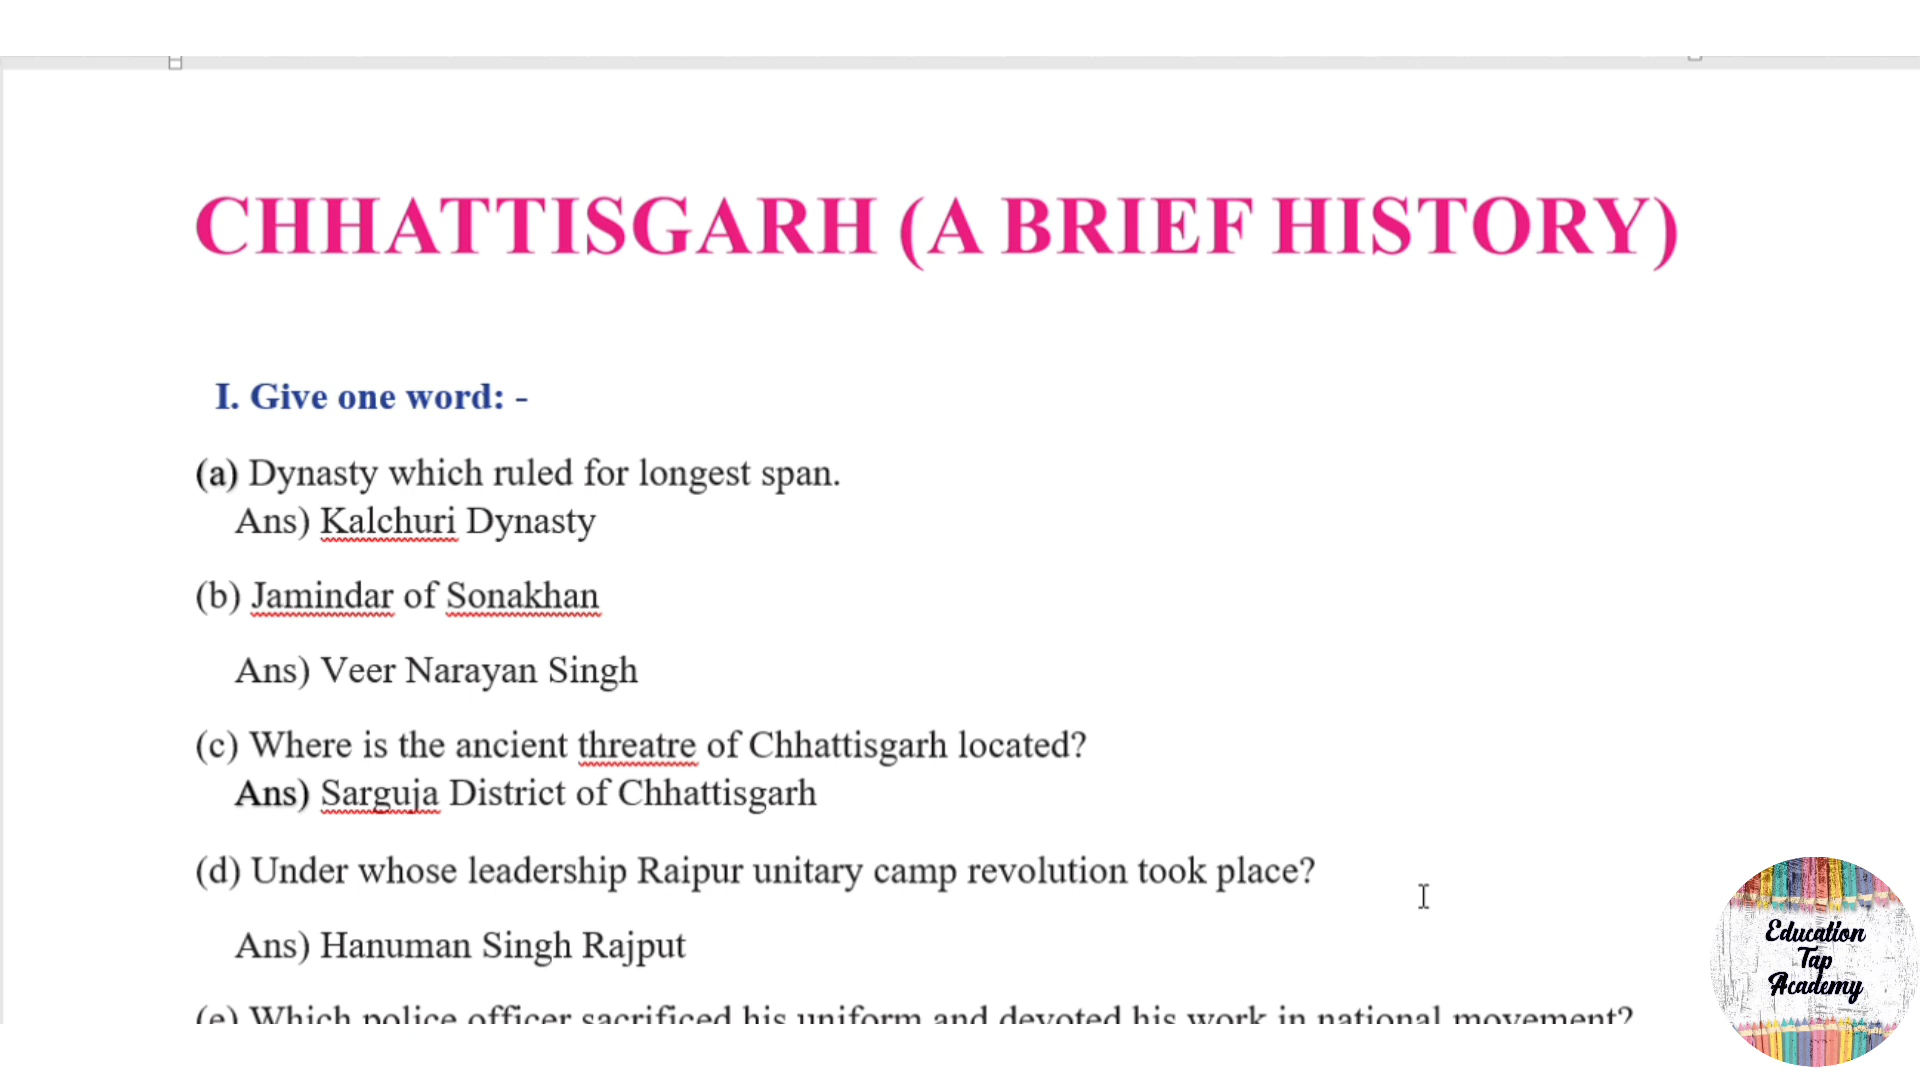 CHHATTISGARH (A BRIEF HISTORY)
I. Give one word: -
(a) Dynasty which ruled for longest span.
Ans) Kalchuri Dynasty
(b) Jamindar of Sonakhan
Ans) Veer Narayan Singh
(c) Where is the ancient threatre of Chhattisgarh located?
Ans) Sarguja District of Chhattisgarh
(d) Under whose leadership Raipur unitary camp revolution took place?
Ans) Hanuman Singh Rajput
(e) Which police officer sacrificed his uniform and devoted his work in national movement?
Education
Tap
Academy